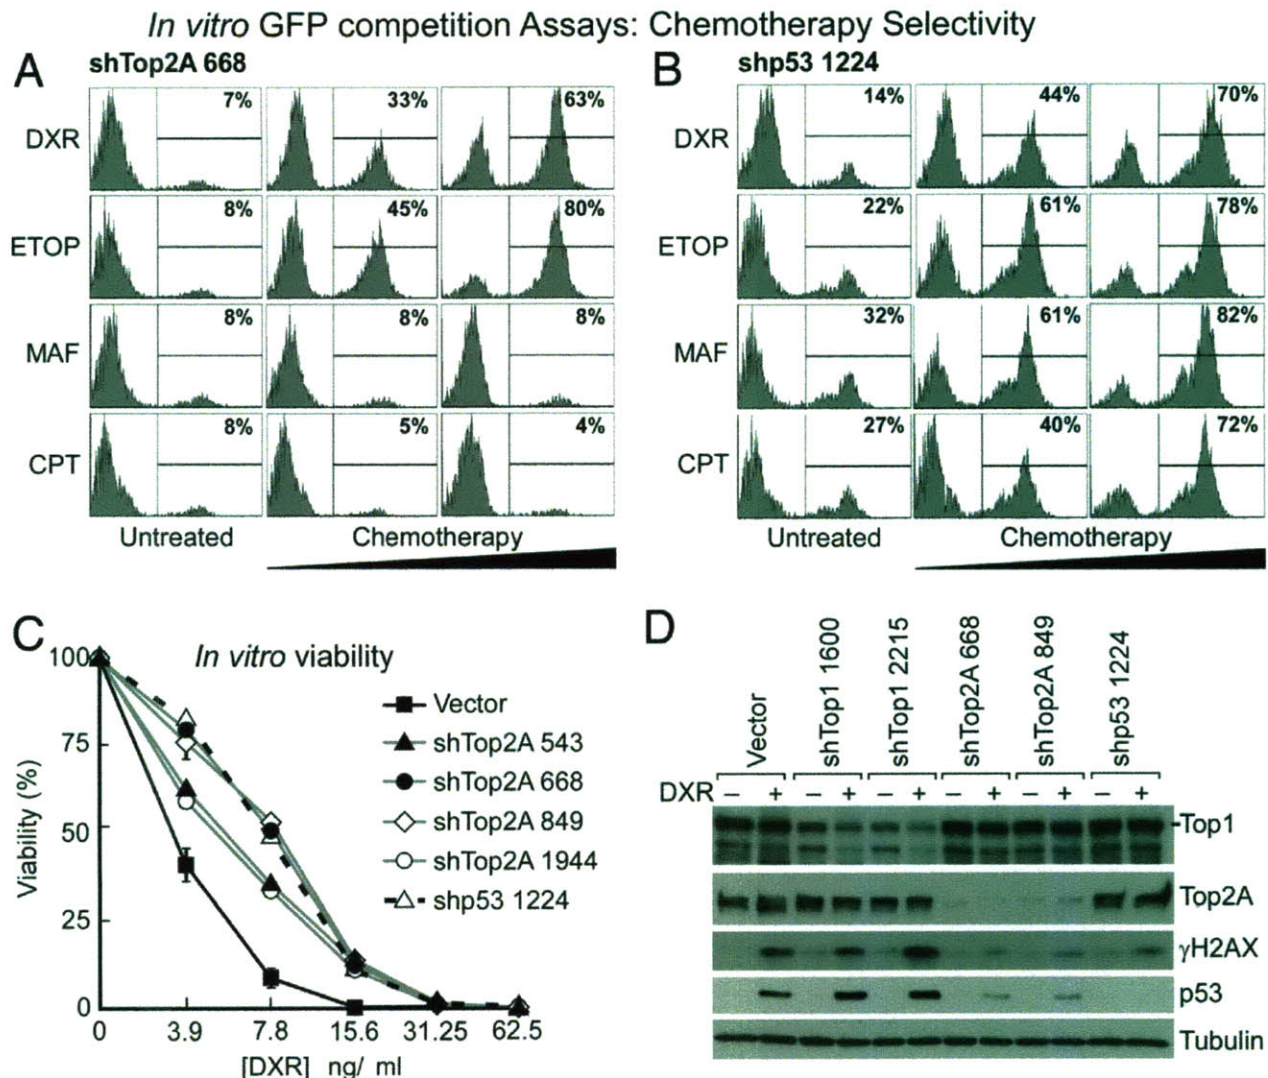 In vitro GFP competition Assays: Chemotherapy Selectivity
A
shTop2A 668
DXR
7%
33%
63%
ETOP
8%
45%
80%
MAF
8%
8%
8%
CPT
8%
5%
4%
Untreated
Chemotherapy
B
shp53 1224
DXR
14%
44%
70%
ETOP
22%
61%
78%
MAF
32%
61%
82%
CPT
27%
40%
72%
Untreated
Chemotherapy
C
In vitro viability
Viability (%)
100
75
50
25
0
0
3.9
7.8
15.6
31.25
62.5
[DXR] ng/ ml
Vector
shTop2A 543
shTop2A 668
shTop2A 849
shTop2A 1944
shp53 1224
D
Vector
shTop1 1600
shTop1 2215
shTop2A 668
shTop2A 849
shp53 1224
DXR − + − + − + − + − + − +
-Top1
Top2A
γH2AX
p53
Tubulin